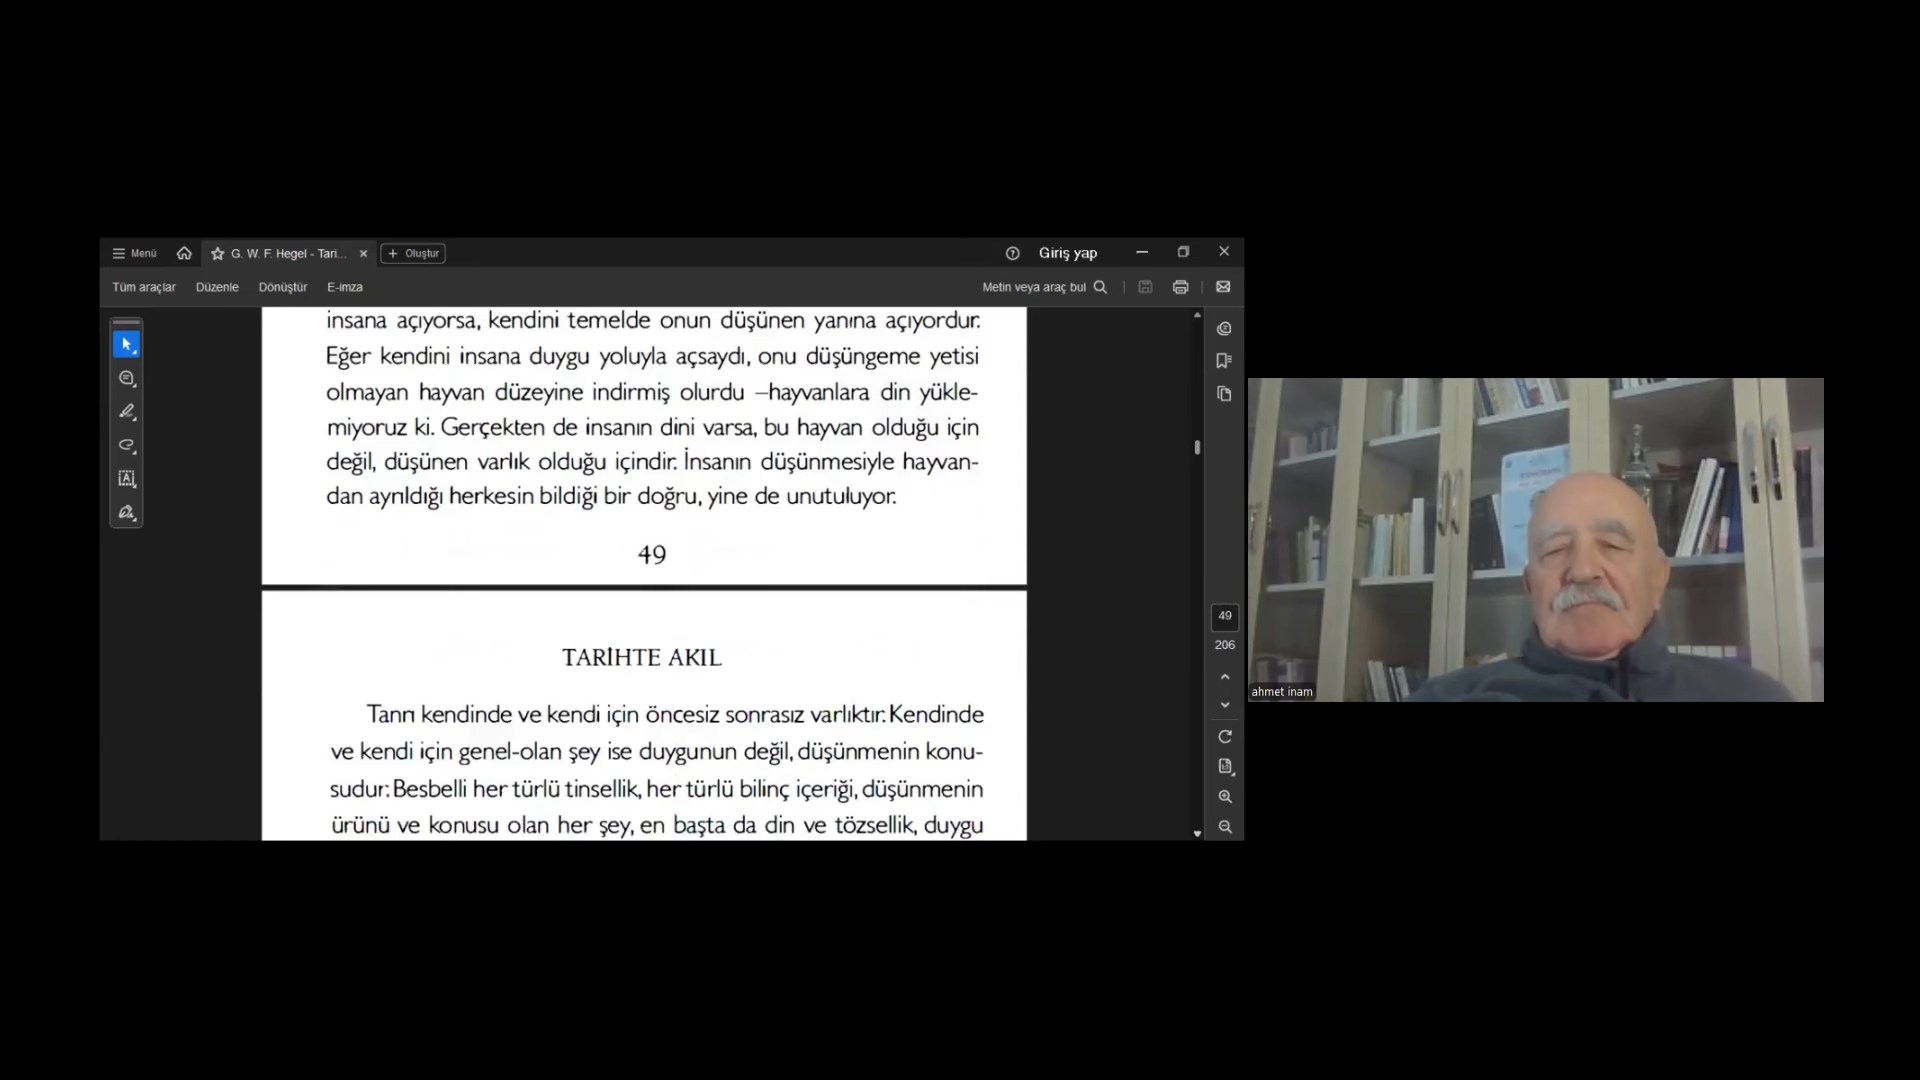 Menü
G. W. F. Hegel - Tari...
Oluştur
Giriş yap
Tüm araçlar
Düzenle
Dönüştür
E-imza
Metin veya araç bul
insana açıyorsa, kendini temelde onun düşünen yanına açıyordur.
Eğer kendini insana duygu yoluyla açsaydı, onu düşüngeme yetisi
olmayan hayvan düzeyine indirmiş olurdu –hayvanlara din yükle-
miyoruz ki. Gerçekten de insanın dini varsa, bu hayvan olduğu için
değil, düşünen varlık olduğu içindir. İnsanın düşünmesiyle hayvan-
dan ayrıldığı herkesin bildiği bir doğru, yine de unutuluyor.
49
TARİHTE AKIL
Tanrı kendinde ve kendi için öncesiz sonrasız varlıktır. Kendinde
ve kendi için genel-olan şey ise duygunun değil, düşünmenin konu-
sudur: Besbelli her türlü tinsellik, her türlü bilinç içeriği, düşünmenin
ürünü ve konusu olan her şey, en başta da din ve tözsellik, duygu
49
206
ahmet inam